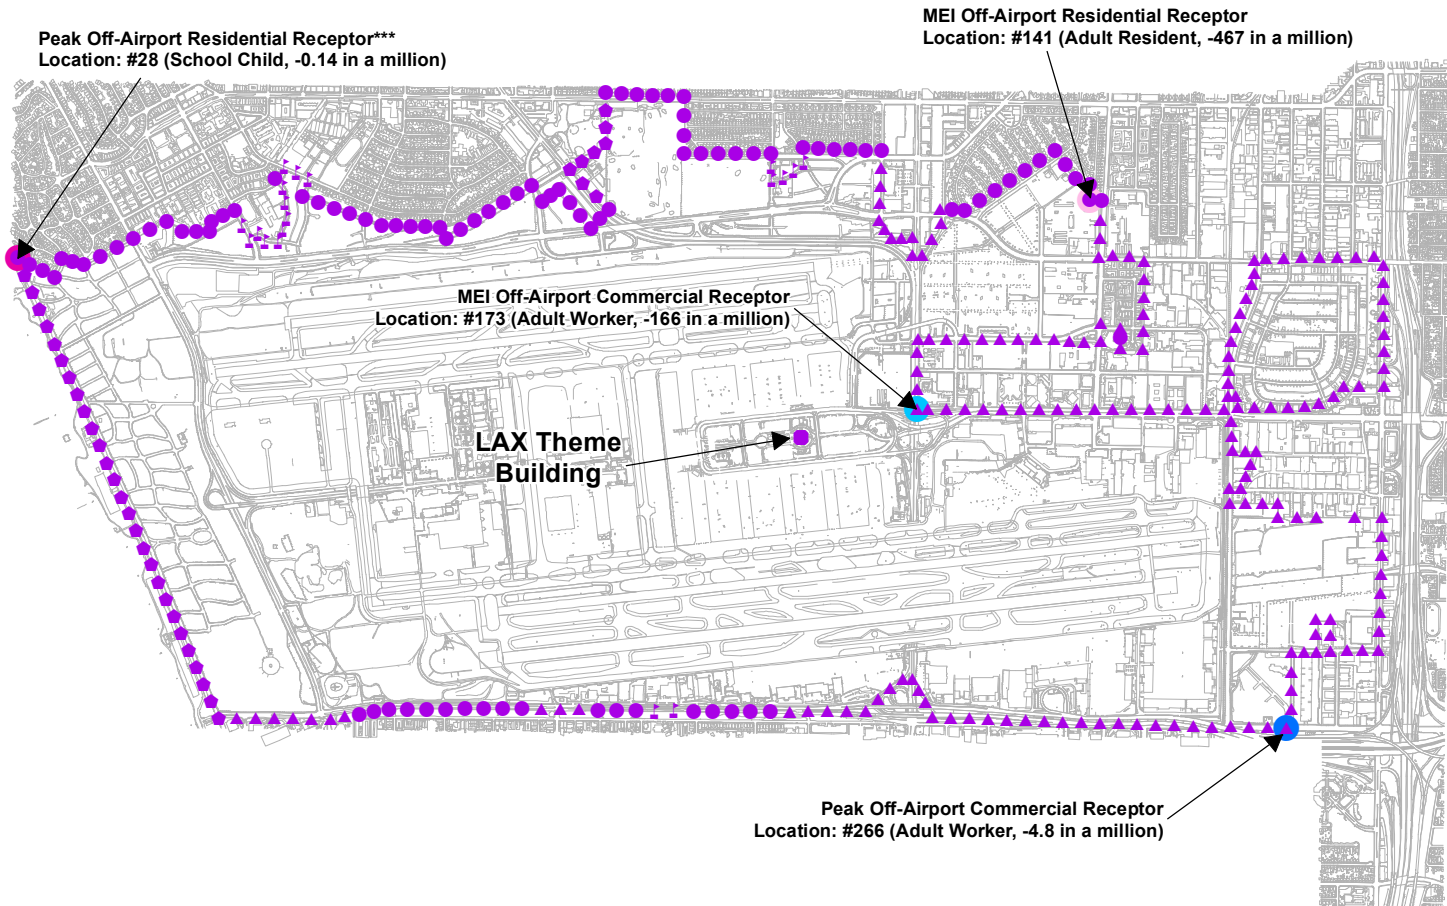 MEI Off-Airport Residential Receptor
Location: #141 (Adult Resident, -467 in a million)
Peak Off-Airport Residential Receptor***
Location: #28 (School Child, -0.14 in a million)
MEI Off-Airport Commercial Receptor
Location: #173 (Adult Worker, -166 in a million)
LAX Theme
Building
Peak Off-Airport Commercial Receptor
Location: #266 (Adult Worker, -4.8 in a million)